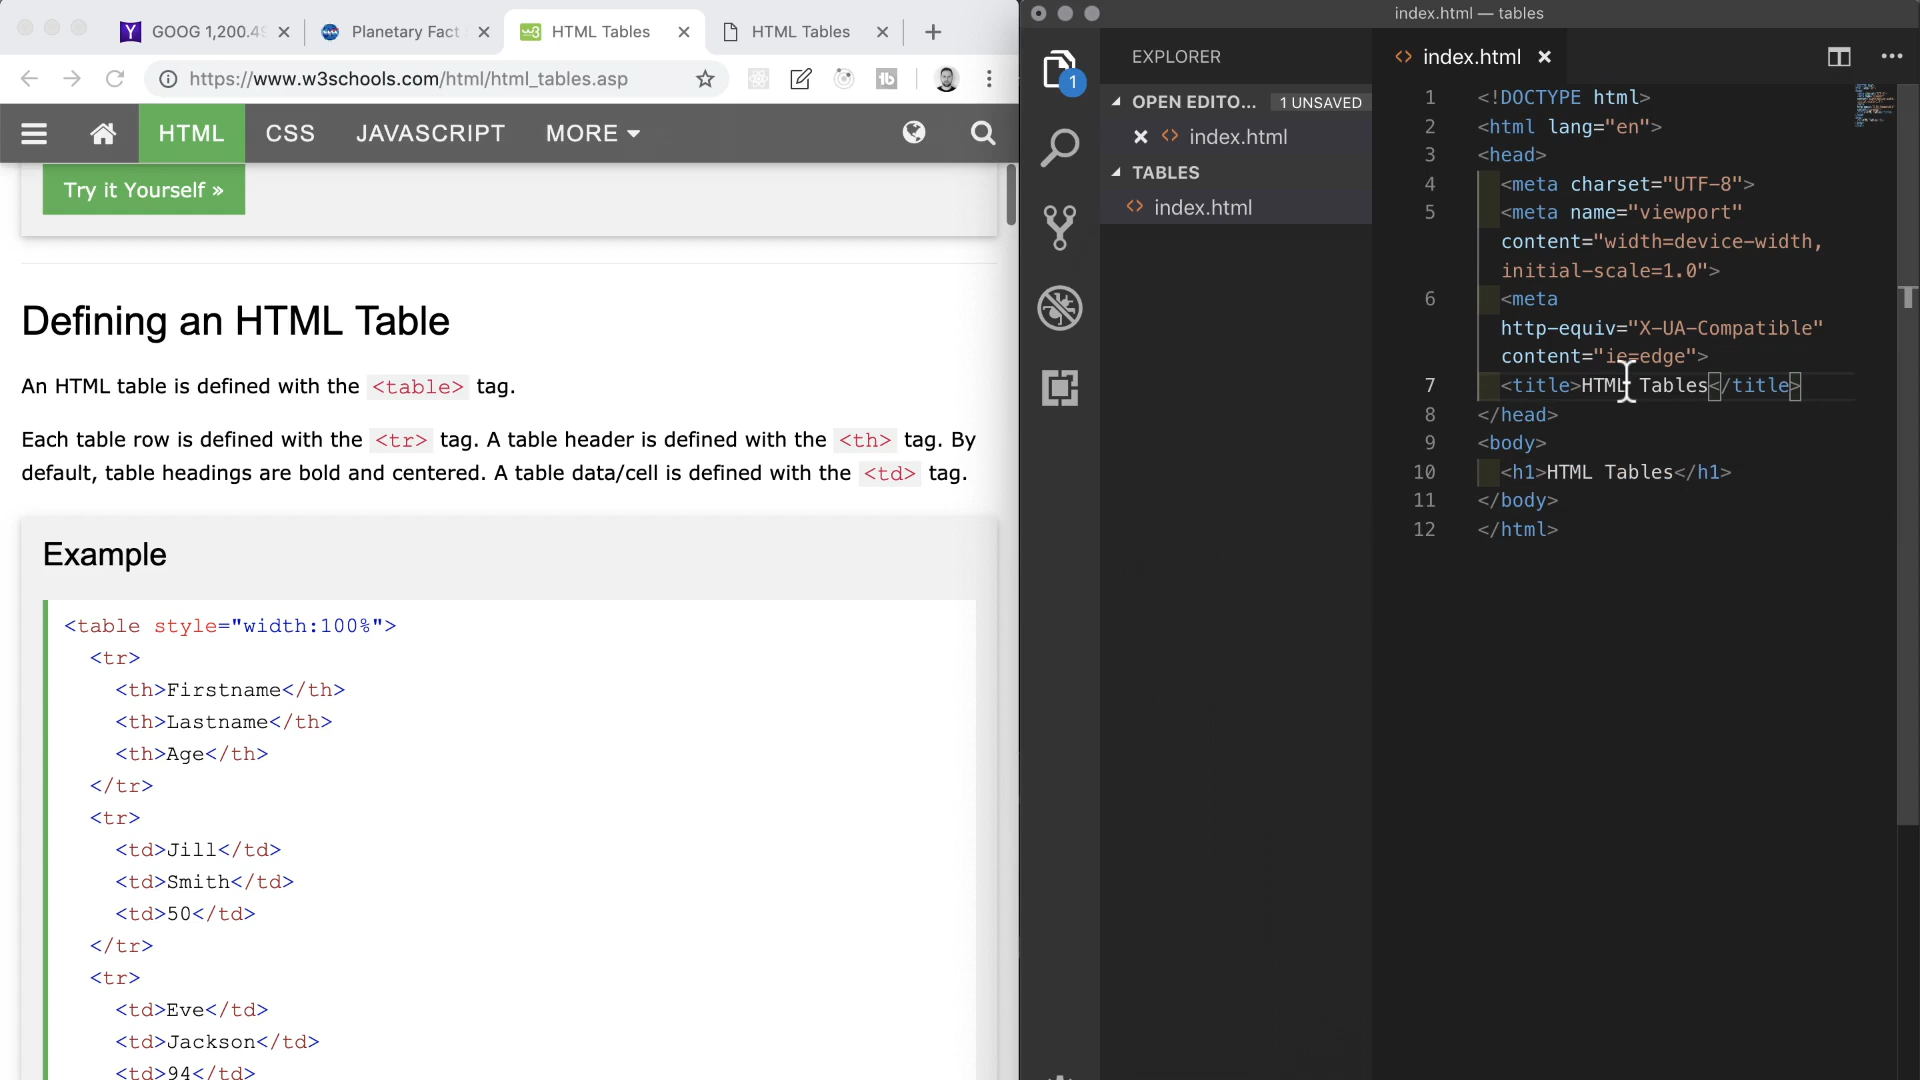 GOOG 1,200.49
Planetary Fact S
HTML Tables
HTML Tables
https://www.w3schools.com/html/html_tables.asp
HTML
CSS
JAVASCRIPT
MORE
Try it Yourself »
Defining an HTML Table
An HTML table is defined with the <table> tag.
Each table row is defined with the <tr> tag. A table header is defined with the <th> tag. By
default, table headings are bold and centered. A table data/cell is defined with the <td> tag.
Example
<table style="width:100%">
<tr>
<th>Firstname</th>
<th>Lastname</th>
<th>Age</th>
</tr>
<tr>
<td>Jill</td>
<td>Smith</td>
<td>50</td>
</tr>
<tr>
<td>Eve</td>
<td>Jackson</td>
<td>94</td>
index.html — tables
1
EXPLORER
OPEN EDITO... 1 UNSAVED
index.html
TABLES
index.html
index.html
1 <!DOCTYPE html>
2 <html lang="en">
3 <head>
4 <meta charset="UTF-8">
5 <meta name="viewport"
content="width=device-width,
initial-scale=1.0">
6 <meta
http-equiv="X-UA-Compatible"
content="ie=edge">
7 <title>HTML Tables</title>
8 </head>
9 <body>
10 <h1>HTML Tables</h1>
11 </body>
12 </html>